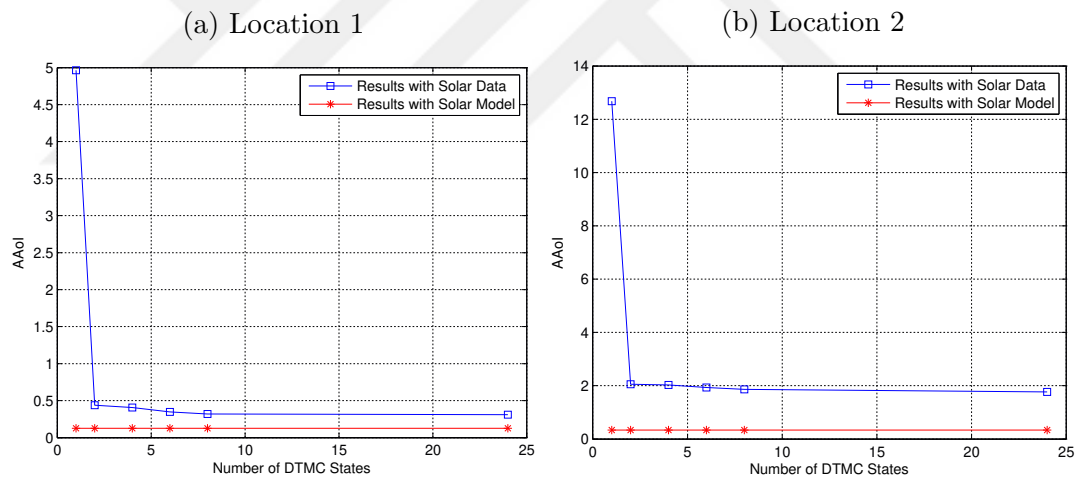 (a) Location 1
5
4.5
4
3.5
3
2.5
2
1.5
1
0.5
0
AAoI
0 5 10 15 20 25
Number of DTMC States
Results with Solar Data
Results with Solar Model
(b) Location 2
14
12
10
8
6
4
2
0
AAoI
0 5 10 15 20 25
Number of DTMC States
Results with Solar Data
Results with Solar Model